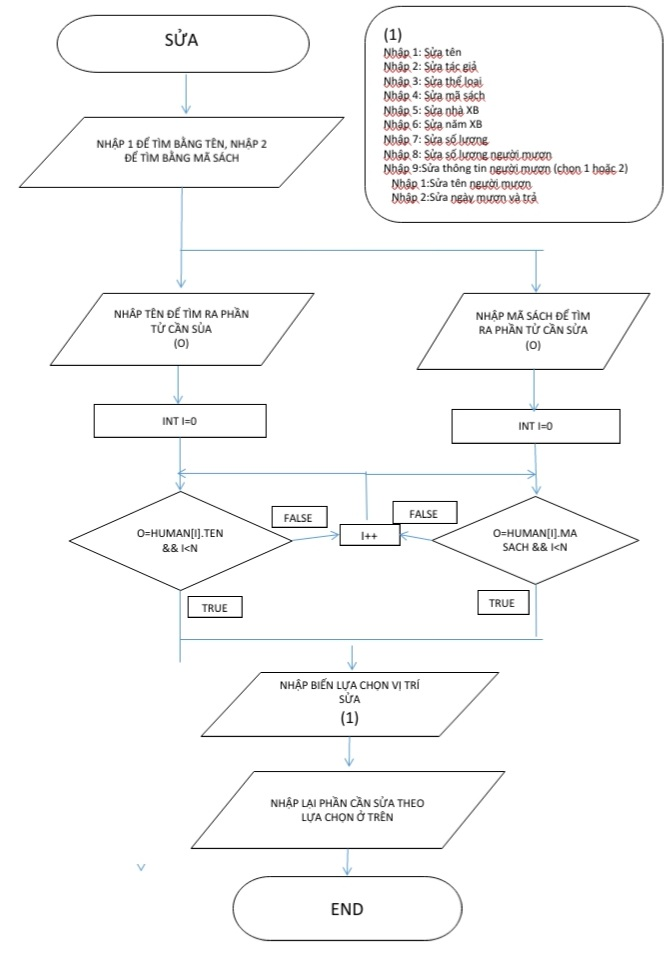 SỬA
(1)
Nhập 1: Sửa tên
Nhập 2: Sửa tác giả
Nhập 3: Sửa thể loại
Nhập 4: Sửa mã sách
Nhập 5: Sửa nhà XB
Nhập 6: Sửa năm XB
Nhập 7: Sửa số lượng
Nhập 8: Sửa số lượng người mượn
Nhập 9:Sửa thông tin người mượn (chọn 1 hoặc 2)
Nhập 1:Sửa tên người mượn
Nhập 2:Sửa ngày mượn và trả
NHẬP 1 ĐỂ TÌM BẰNG TÊN, NHẬP 2
ĐỂ TÌM BẰNG MÃ SÁCH
NHẬP TÊN ĐỂ TÌM RA PHẦN
TỬ CẦN SỦA
(O)
NHẬP MÃ SÁCH ĐỂ TÌM
RA PHẦN TỬ CẦN SỬA
(O)
INT I=0
INT I=0
O=HUMAN[I].TEN
&& I<N
FALSE
I++
FALSE
O=HUMAN[I].MA
SACH && I<N
TRUE
TRUE
NHẬP BIẾN LỰA CHỌN VỊ TRÍ
SỬA
(1)
NHẬP LẠI PHẦN CẦN SỬA THEO
LỰA CHỌN Ở TRÊN
END